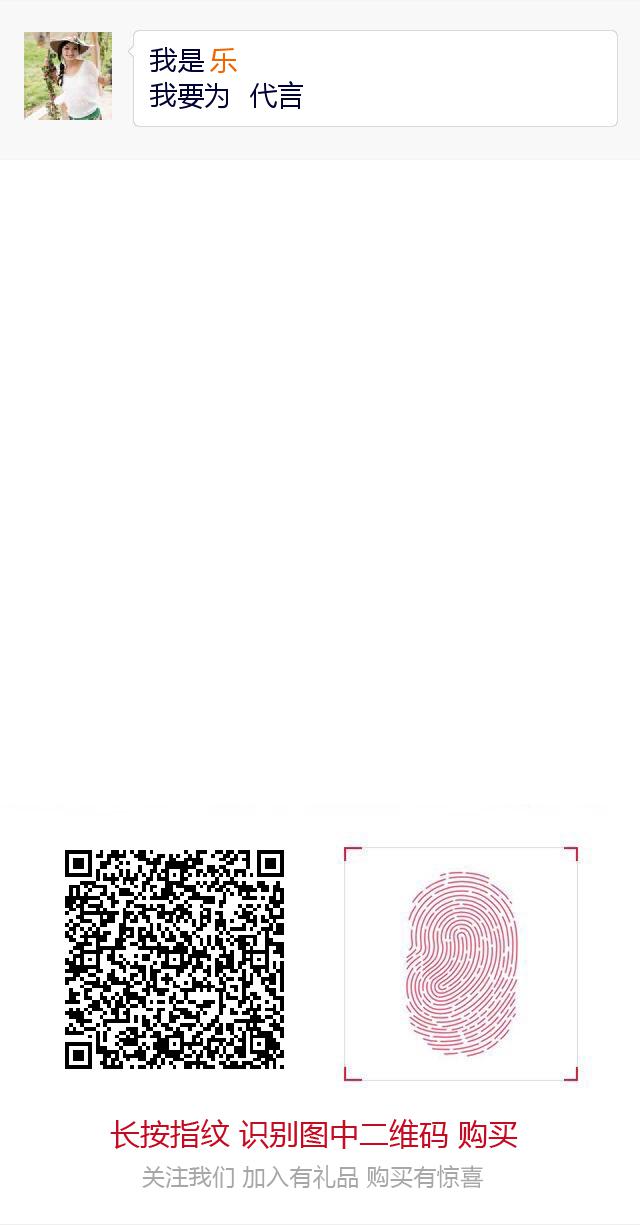 我是 乐
我要为 代言
长按指纹 识别图中二维码 购买
关注我们 加入有礼品 购买有惊喜